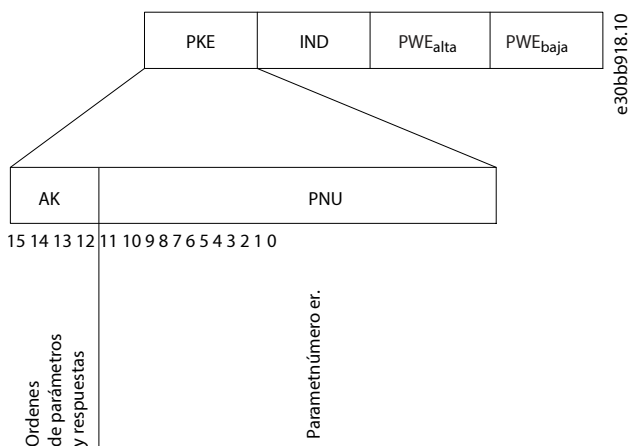 PKE IND PWEalta PWEbaja
e30bb918.10
AK PNU
15 14 13 12 11 10 9 8 7 6 5 4 3 2 1 0
Ordenes
de parámetros
y respuestas
Parametnúmero er.